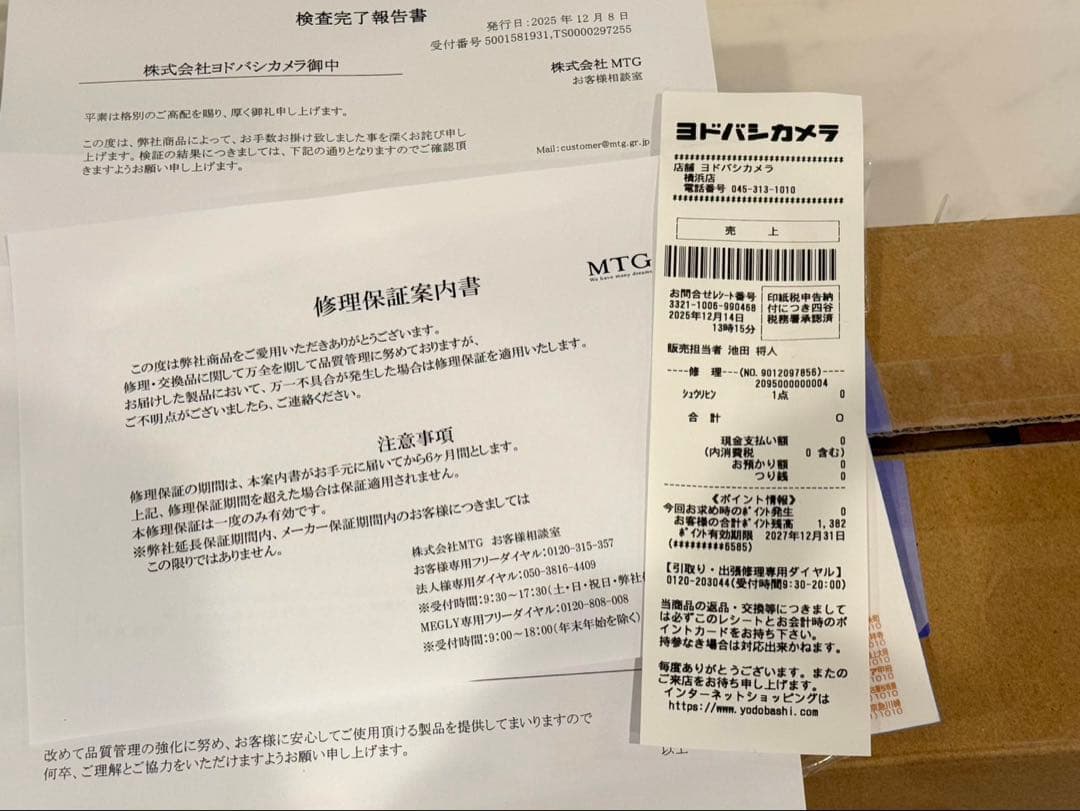 検査完了報告書
発行日:2025年12月8日
受付番号5001581931,TS0000297255
株式会社ヨドバシカメラ御中
株式会社MTG
お客様相談室
平素は格別のご高配を賜り、厚く御礼申し上げます。
この度は、弊社商品によって、お手数お掛け致しました事を深くお詫び申し
上げます。検証の結果につきましては、下記の通りとなりますのでご確認頂
きますようお願い申し上げます。
Mail:customer@mtg.gr.jp
MTG
We have many dreams
修理保証案内書
この度は弊社商品をご愛用いただきありがとうございます。
修理・交換品に関して万全を期して品質管理に努めておりますが、
お届けした製品において、万一不具合が発生した場合は修理保証を適用いたします。
ご不明点がございましたら、ご連絡ください。
注意事項
修理保証の期間は、本案内書がお手元に届いてから6ヶ月間とします。
上記、修理保証期間を超えた場合は保証適用されません。
本修理保証は一度のみ有効です。
※弊社延長保証期間内、メーカー保証期間内のお客様につきましては
この限りではありません。
株式会社MTG お客様相談室
お客様専用フリーダイヤル:0120-315-357
法人様専用ダイヤル:050-3816-4409
※受付時間:9:30~17:30(土・日・祝日・弊社
MEGLY専用フリーダイヤル:0120-808-008
※受付時間:9:00~18:00(年末年始を除く)
改めて品質管理の強化に努め、お客様に安心してご使用頂ける製品を提供してまいりますので
何卒、ご理解とご協力をいただけますようお願い申し上げます。
以上
ヨドバシカメラ
店舗 ヨドバシカメラ
横浜店
電話番号 045-313-1010
売 上
お問合せレシート番号
3321-1006-990468
2025年12月14日
13時15分
印紙税申告納
付につき四谷
税務署承認済
販売担当者 池田 将人
----修 理---(NO.9012097856)----
2095000000004
シュウリヒン 1点 0
合 計 0
現金支払い額 0
(内消費税 0 含む)
お預かり額 0
つり銭 0
《ポイント情報》
今回お求め時のポイント発生 0
お客様の合計ポイント残高 1,382
ポイント有効期限 2027年12月31日
(*********6585)
【引取り・出張修理専用ダイヤル】
0120-203044(受付時間9:30-20:00)
当商品の返品・交換等につきまして
は必ずこのレシートとお会計時のポ
イントカードをお持ち下さい。
持参なき場合は対応出来かねます。
毎度ありがとうございます。またの
ご来店をお待ち申し上げます。
インターネットショッピングは
https://www.yodobashi.com